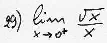 29) lim √x / x
x→0⁺